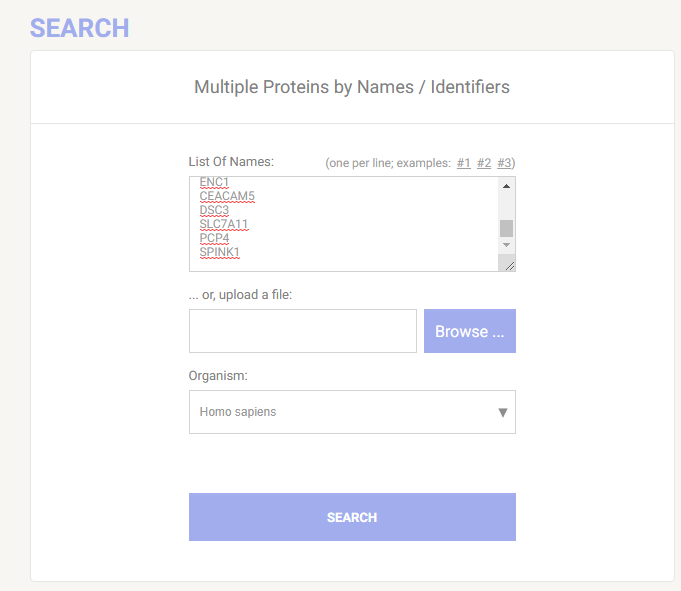 SEARCH
Multiple Proteins by Names / Identifiers
List Of Names:
(one per line; examples: #1 #2 #3)
ENC1
CEACAM5
DSC3
SLC7A11
PCP4
SPINK1
... or, upload a file:
Browse ...
Organism:
Homo sapiens
SEARCH